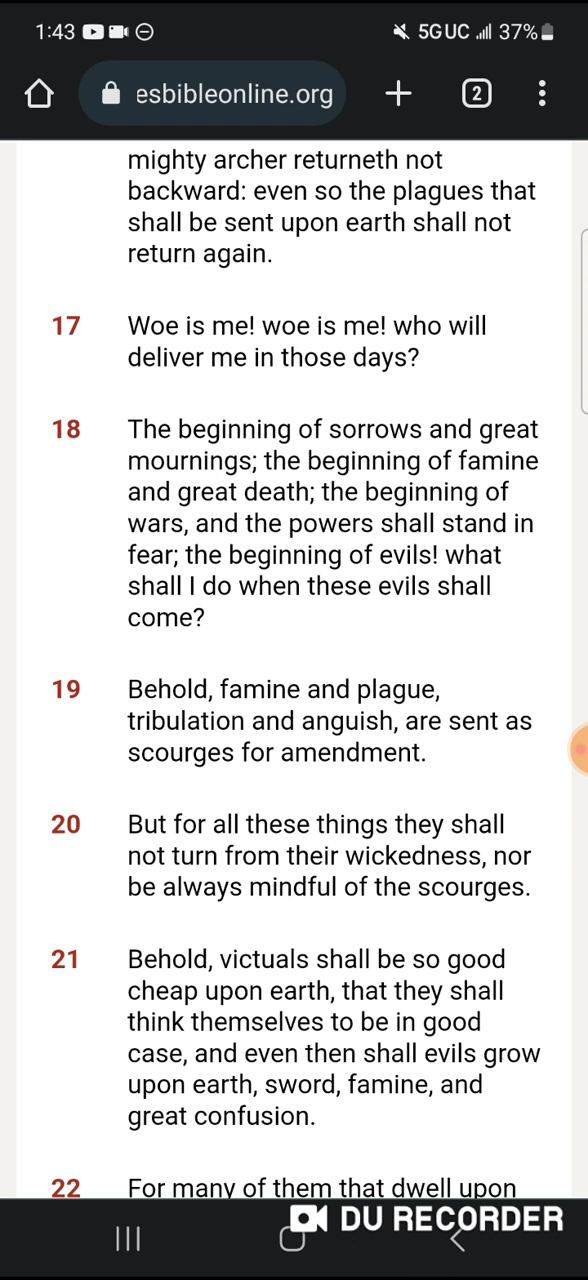 1:43
5G UC 37%
esbibleonline.org
2
mighty archer returneth not
backward: even so the plagues that
shall be sent upon earth shall not
return again.
17 Woe is me! woe is me! who will
deliver me in those days?
18 The beginning of sorrows and great
mournings; the beginning of famine
and great death; the beginning of
wars, and the powers shall stand in
fear; the beginning of evils! what
shall I do when these evils shall
come?
19 Behold, famine and plague,
tribulation and anguish, are sent as
scourges for amendment.
20 But for all these things they shall
not turn from their wickedness, nor
be always mindful of the scourges.
21 Behold, victuals shall be so good
cheap upon earth, that they shall
think themselves to be in good
case, and even then shall evils grow
upon earth, sword, famine, and
great confusion.
22 For many of them that dwell upon
DU RECORDER